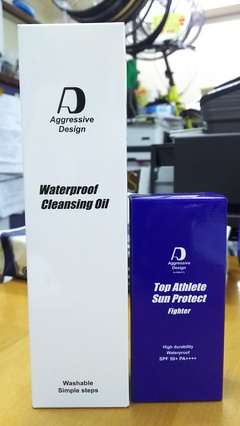 Aggressive
Design
Waterproof
Cleansing Oil
Washable
Simple steps
Aggressive
Design
Top Athlete
Sun Protect
Fighter
High durability
Waterproof
SPF 50+ PA++++